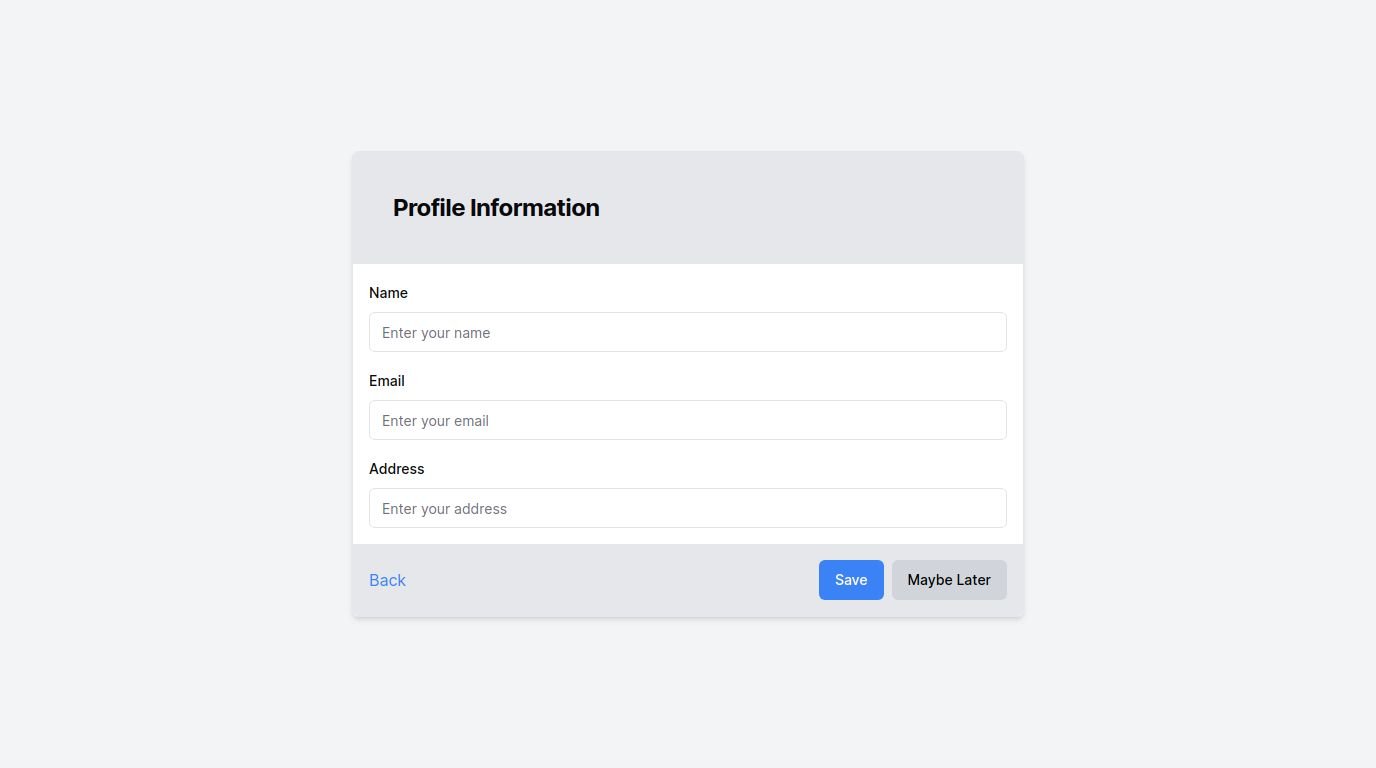 Profile Information
Name
Enter your name
Email
Enter your email
Address
Enter your address
Back
Save
Maybe Later